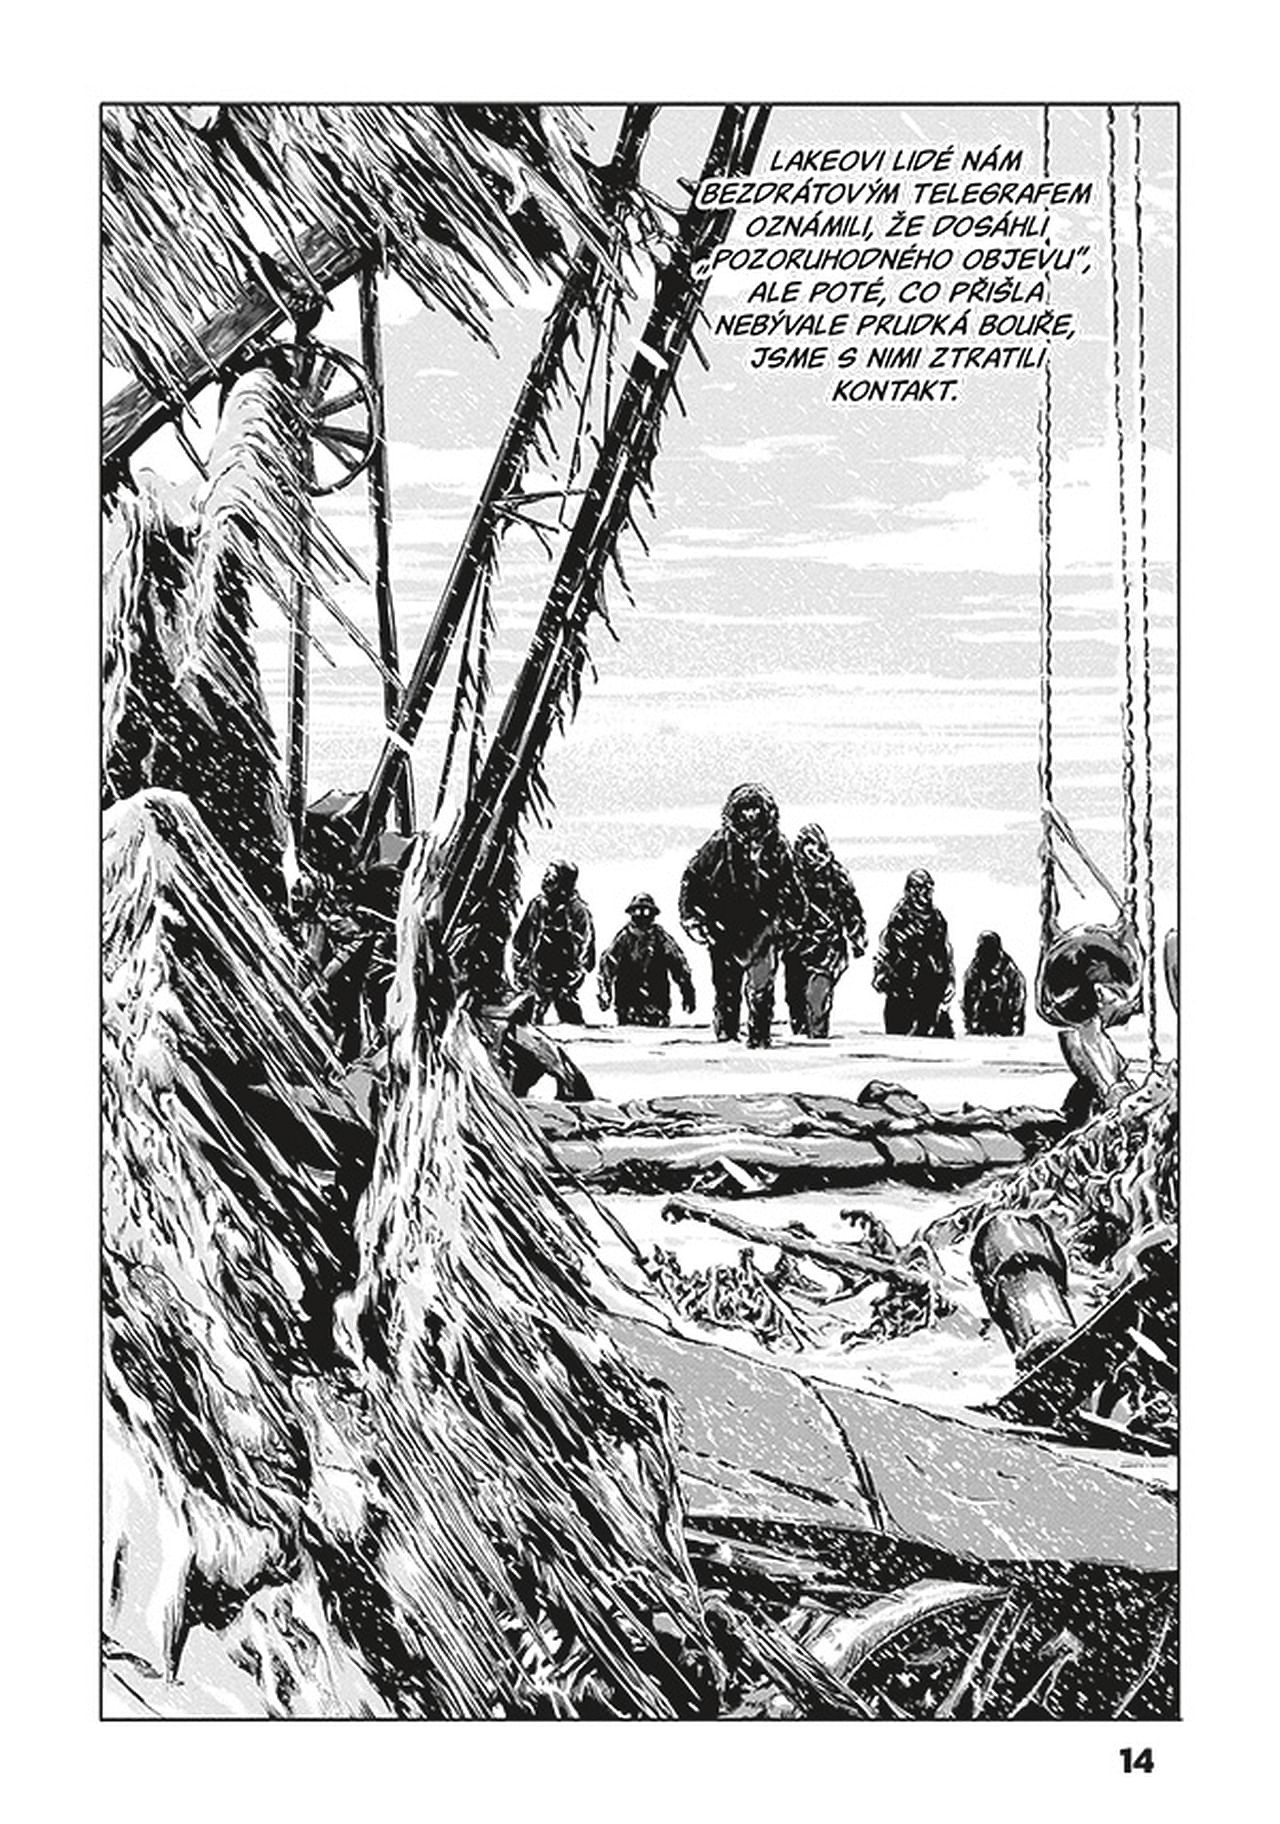 LAKEOVI LIDÉ NÁM
BEZDRÁTOVÝM TELEGRAFEM
OZNÁMILI, ŽE DOSÁHLI
„POZORUHODNÉHO OBJEVU",
ALE POTÉ, CO PŘIŠLA
NEBÝVALE PRUDKÁ BOUŘE,
JSME S NIMI ZTRATILI
KONTAKT.
14